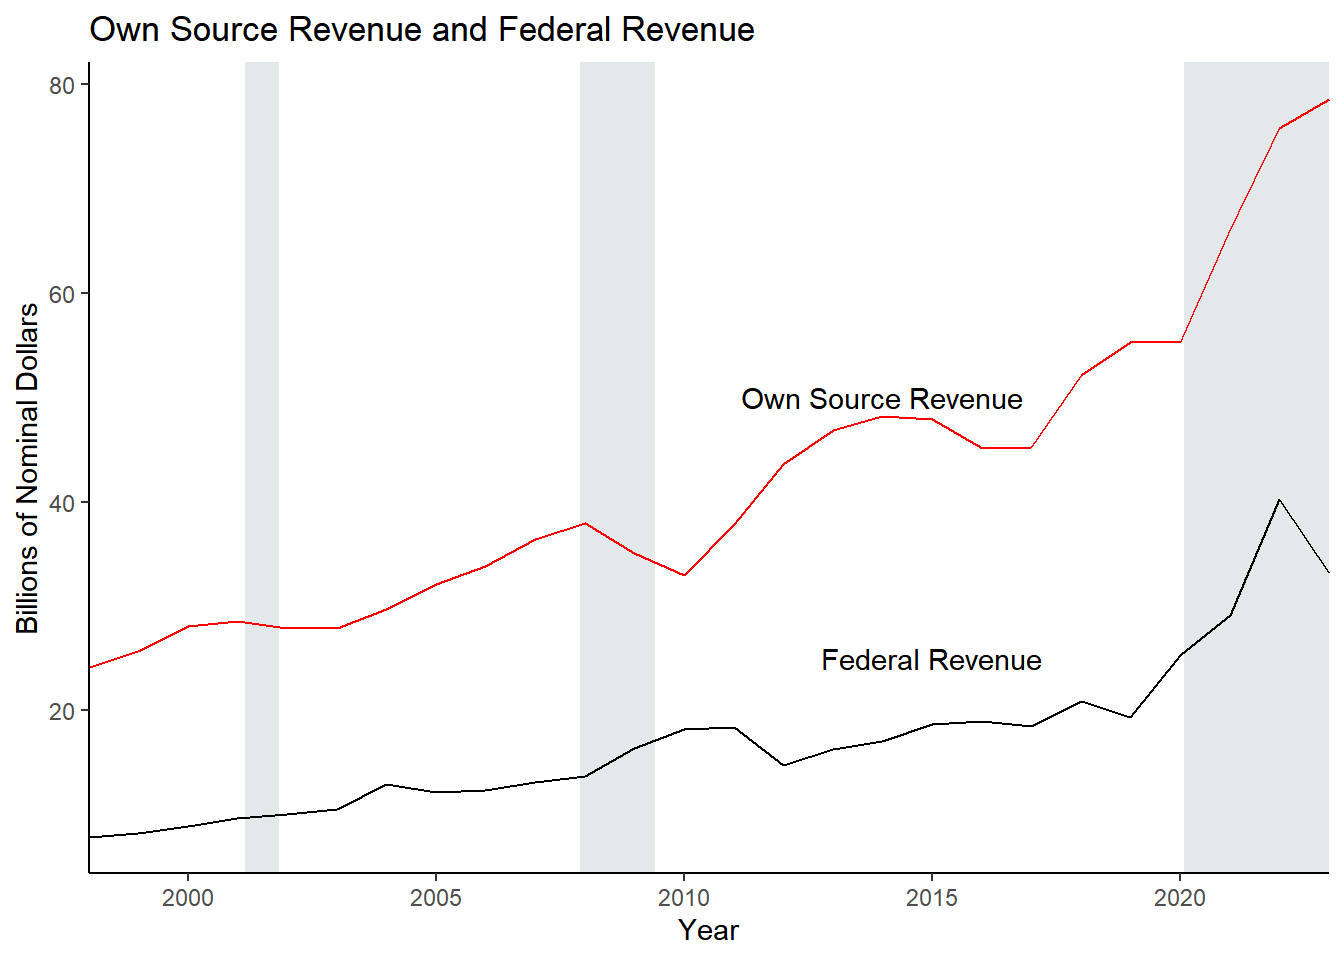 Own Source Revenue and Federal Revenue
80
60
40
20
Billions of Nominal Dollars
Own Source Revenue
Federal Revenue
2000
2005
2010
2015
2020
Year